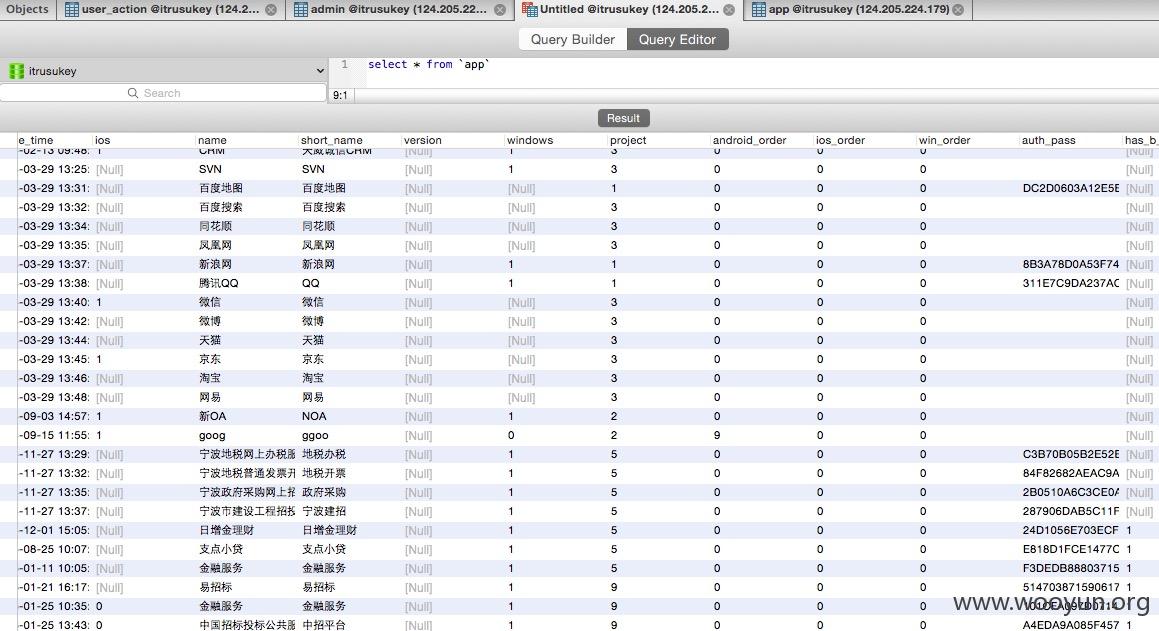 Objects user_action @itrusukey (124.2... admin @itrusukey (124.205.22... Untitled @itrusukey (124.205.2... app @itrusukey (124.205.224.179)
Query Builder Query Editor
itrusukey
1 select * from `app`
Search
9:1
Result
e_time ios name short_name version windows project android_order ios_order win_order auth_pass has_b_
-02-13 09:48: 1 CRM 天威诚信CRM [Null] 1 3 0 0 0 [Null]
-03-29 13:25: [Null] SVN SVN [Null] 1 3 0 0 0 [Null]
-03-29 13:31: [Null] 百度地图 百度地图 [Null] [Null] 1 0 0 0 DC2D0603A12E5E [Null]
-03-29 13:32: [Null] 百度搜索 百度搜索 [Null] [Null] 3 0 0 0 [Null]
-03-29 13:34: [Null] 同花顺 同花顺 [Null] [Null] 3 0 0 0 [Null]
-03-29 13:35: [Null] 凤凰网 凤凰网 [Null] [Null] 3 0 0 0 [Null]
-03-29 13:37: [Null] 新浪网 新浪网 [Null] 1 1 0 0 0 8B3A78D0A53F74 [Null]
-03-29 13:38: [Null] 腾讯QQ QQ [Null] 1 1 0 0 0 311E7C9DA237AC [Null]
-03-29 13:40: 1 微信 微信 [Null] [Null] 3 0 0 0 [Null]
-03-29 13:42: [Null] 微博 微博 [Null] [Null] 3 0 0 0 [Null]
-03-29 13:44: [Null] 天猫 天猫 [Null] [Null] 3 0 0 0 [Null]
-03-29 13:45: 1 京东 京东 [Null] [Null] 3 0 0 0 [Null]
-03-29 13:46: [Null] 淘宝 淘宝 [Null] [Null] 3 0 0 0 [Null]
-03-29 13:48: [Null] 网易 网易 [Null] [Null] 3 0 0 0 [Null]
-09-03 14:57: 1 新OA NOA [Null] 1 2 0 0 0 [Null]
-09-15 11:55: 1 goog ggoo [Null] 0 2 9 0 0 [Null]
-11-27 13:29: [Null] 宁波地税网上办税服 地税办税 [Null] 1 5 0 0 0 C3B70B05B2E52E [Null]
-11-27 13:32: [Null] 宁波地税普通发票开 地税开票 [Null] 1 5 0 0 0 84F82682AEAC9A [Null]
-11-27 13:35: [Null] 宁波政府采购网上招 政府采购 [Null] 1 5 0 0 0 2B0510A6C3CE0A [Null]
-11-27 13:37: [Null] 宁波市建设工程招投 宁波建招 [Null] 1 5 0 0 0 287906DAB5C11F [Null]
-12-01 15:05: [Null] 日增金理财 日增金理财 [Null] 1 5 0 0 0 24D1056E703ECF 1
-08-25 10:07: [Null] 支点小贷 支点小贷 [Null] 1 5 0 0 0 E818D1FCE1477C 1
-01-11 10:05: [Null] 金融服务 金融服务 [Null] 1 5 0 0 0 F3DEDB88803715 1
-01-21 16:17: [Null] 易招标 易招标 [Null] 1 9 0 0 0 514703871590617 1
-01-25 10:35: 0 金融服务 金融服务 [Null] 1 9 0 0 0 1
-01-25 13:43: 0 中国招标投标公共服 中招平台 [Null] 1 9 0 0 0 A4EDA9A085F457 1
www.wooyun.org